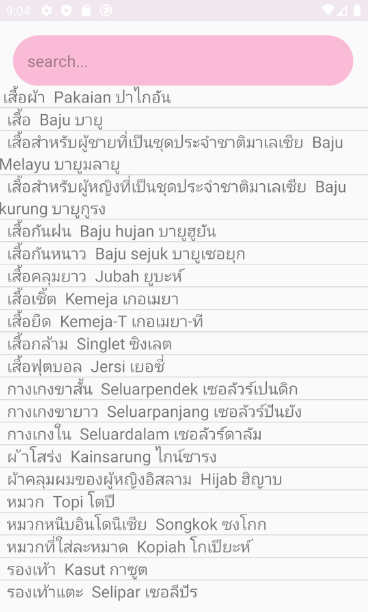 9:04
search...
เสื้อผ้า Pakaian ปาไกอัน
เสื้อ Baju บายู
เสื้อสำหรับผู้ชายที่เป็นชุดประจำชาติมาเลเซีย Baju
Melayu บายูมลายู
เสื้อสำหรับผู้หญิงที่เป็นชุดประจำชาติมาเลเซีย Baju
kurung บายูกูรง
เสื้อกันฝน Baju hujan บายูฮูยัน
เสื้อกันหนาว Baju sejuk บายูเซอยุก
เสื้อคลุมยาว Jubah ยูบะห์
เสื้อเชิ้ต Kemeja เกอเมยา
เสื้อยืด Kemeja-T เกอเมยา-ที
เสื้อกล้าม Singlet ซิงเลต
เสื้อฟุตบอล Jersi เยอซี่
กางเกงขาสั้น Seluarpendek เซอลัวร์เปนดิก
กางเกงขายาว Seluarpanjang เซอลัวร์ปันยัง
กางเกงใน Seluardalam เซอลัวร์ดาลัม
ผ ้าโสร่ง Kainsarung ไกน์ซารง
ผ้าคลุมผมของผู้หญิงอิสลาม Hijab ฮิญาบ
หมวก Topi โตปี
หมวกหนีบอินโดนีเซีย Songkok ซงโกก
หมวกที่ใส่ละหมาด Kopiah โกเปียะห์
รองเท้า Kasut กาซูต
รองเท้าแตะ Selipar เซอลีปัร